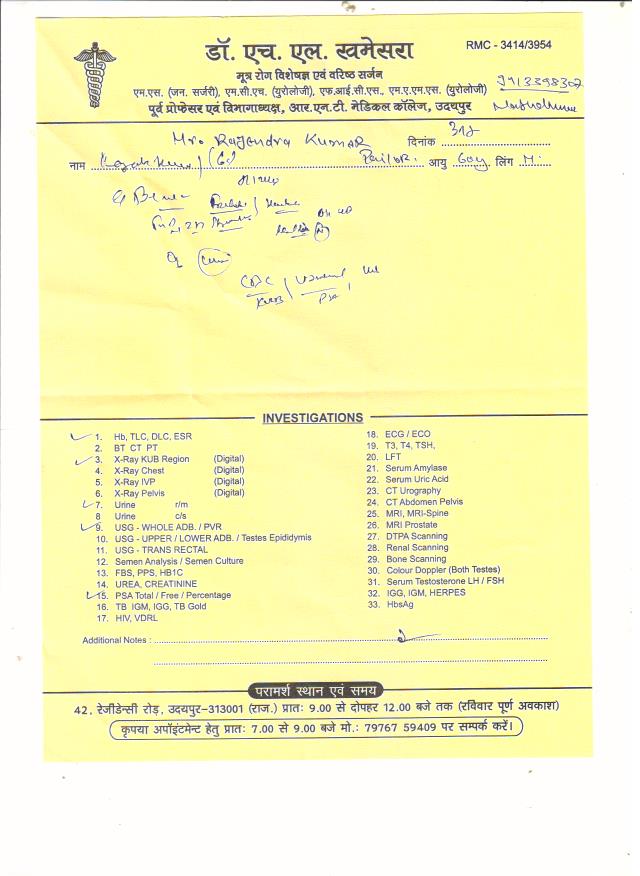 डॉ. एच. एल. खमेसरा
RMC - 3414/3954
मूत्र रोग विशेषज्ञ एवं वरिष्ठ सर्जन
एम.एस. (जन. सर्जरी), एम.सी.एच. (युरोलोजी), एफ.आई.सी.एस., एम.ए.एम.एस. (युरोलोजी)
पूर्व प्रोफेसर एवं विभागाध्यक्ष, आर.एन.टी. मेडिकल कॉलेज, उदयपुर
Mr. Rajendra Kumar दिनांक
नाम आयु 60y लिंग M.
CBC
KUB PSA
INVESTIGATIONS
1. Hb, TLC, DLC, ESR
2. BT CT PT
3. X-Ray KUB Region (Digital)
4. X-Ray Chest (Digital)
5. X-Ray IVP (Digital)
6. X-Ray Pelvis (Digital)
7. Urine r/m
8 Urine c/s
9. USG - WHOLE ADB. / PVR
10. USG - UPPER / LOWER ADB. / Testes Epididymis
11. USG - TRANS RECTAL
12. Semen Analysis / Semen Culture
13. FBS, PPS, HB1C
14. UREA, CREATININE
15. PSA Total / Free / Percentage
16. TB IGM, IGG, TB Gold
17. HIV, VDRL
18. ECG / ECO
19. T3, T4, TSH,
20. LFT
21. Serum Amylase
22. Serum Uric Acid
23. CT Urography
24. CT Abdomen Pelvis
25. MRI, MRI-Spine
26. MRI Prostate
27. DTPA Scanning
28. Renal Scanning
29. Bone Scanning
30. Colour Doppler (Both Testes)
31. Serum Testosterone LH / FSH
32. IGG, IGM, HERPES
33. HbsAg
Additional Notes :
परामर्श स्थान एवं समय
42, रेजीडेन्सी रोड़, उदयपुर-313001 (राज.) प्रातः 9.00 से दोपहर 12.00 बजे तक (रविवार पूर्ण अवकाश)
कृपया अपॉइंटमेन्ट हेतु प्रातः 7.00 से 9.00 बजे मो.: 79767 59409 पर सम्पर्क करें।